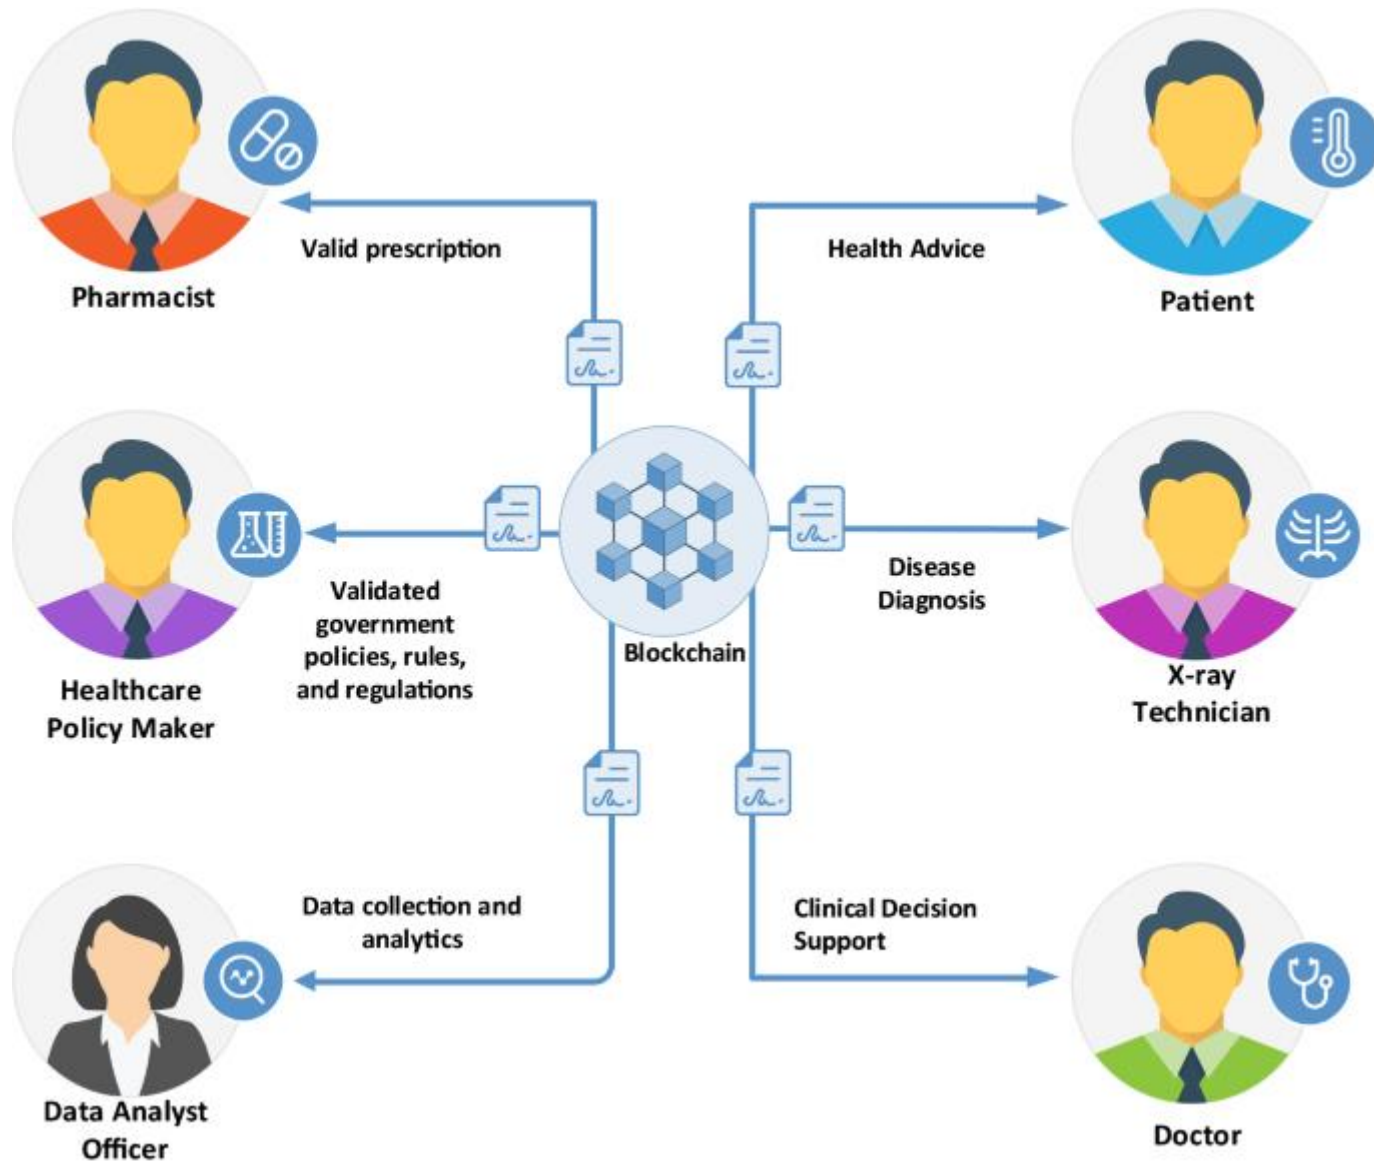 Valid prescription
Pharmacist
Health Advice
Patient
Validated
government
policies, rules,
and regulations
Healthcare
Policy Maker
Blockchain
Disease
Diagnosis
X-ray
Technician
Data collection and
analytics
Data Analyst
Officer
Clinical Decision
Support
Doctor